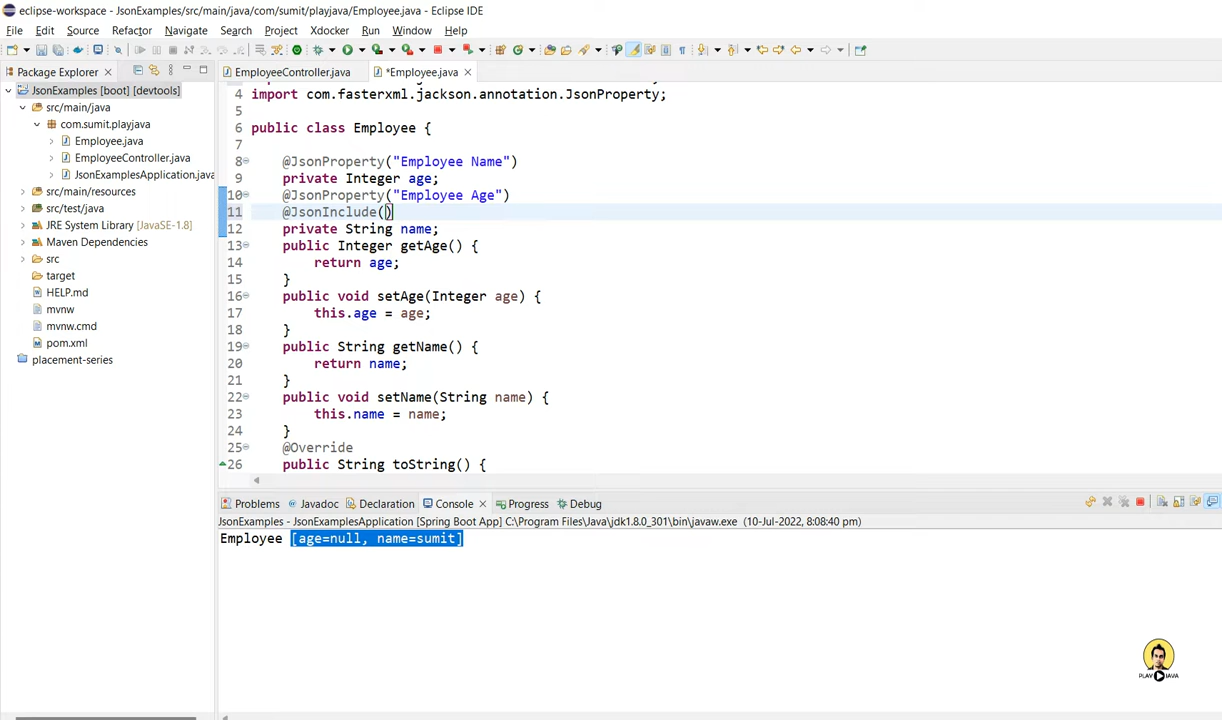 eclipse-workspace - JsonExamples/src/main/java/com/sumit/playjava/Employee.java - Eclipse IDE
File Edit Source Refactor Navigate Search Project Xdocker Run Window Help
Package Explorer
EmployeeController.java
*Employee.java
JsonExamples [boot] [devtools]
src/main/java
com.sumit.playjava
Employee.java
EmployeeController.java
JsonExamplesApplication.java
src/main/resources
src/test/java
JRE System Library [JavaSE-1.8]
Maven Dependencies
src
target
HELP.md
mvnw
mvnw.cmd
pom.xml
placement-series
4 import com.fasterxml.jackson.annotation.JsonProperty;
5
6 public class Employee {
7
8 @JsonProperty("Employee Name")
9 private Integer age;
10 @JsonProperty("Employee Age")
11 @JsonInclude()
12 private String name;
13 public Integer getAge() {
14 return age;
15 }
16 public void setAge(Integer age) {
17 this.age = age;
18 }
19 public String getName() {
20 return name;
21 }
22 public void setName(String name) {
23 this.name = name;
24 }
25 @Override
26 public String toString() {
Problems Javadoc Declaration Console Progress Debug
JsonExamples - JsonExamplesApplication [Spring Boot App] C:\Program Files\Java\jdk1.8.0_301\bin\javaw.exe (10-Jul-2022, 8:08:40 pm)
Employee [age=null, name=sumit]
PLAY JAVA